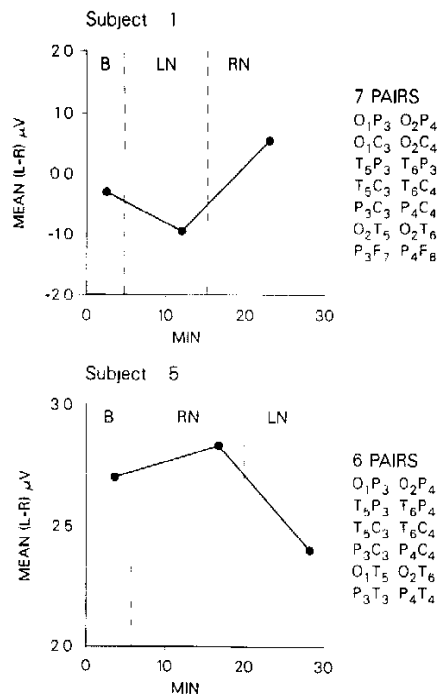 Subject 1
2 0
1 0
0 0
-1 0
-2 0
MEAN (L-R) μV
B LN RN
0 10 20 30
MIN
7 PAIRS
O₁P₃ O₂P₄
O₁C₃ O₂C₄
T₅P₃ T₆P₃
T₅C₃ T₆C₄
P₃C₃ P₄C₄
O₂T₅ O₂T₆
P₃F₇ P₄F₈
Subject 5
3 0
2 5
2 0
MEAN (L-R) μV
B RN LN
0 10 20 30
MIN
6 PAIRS
O₁P₃ O₂P₄
T₅P₃ T₆P₄
T₅C₃ T₆C₄
P₃C₃ P₄C₄
O₁T₅ O₂T₆
P₃T₃ P₄T₄